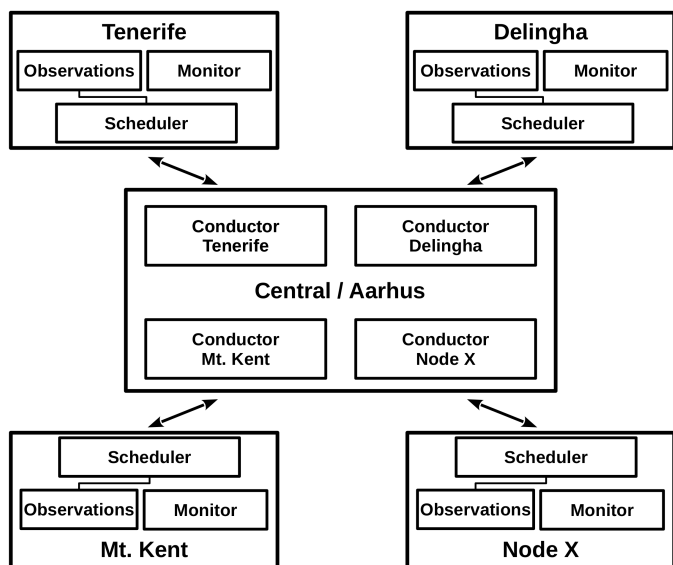 Tenerife
Observations
Monitor
Scheduler
Delingha
Observations
Monitor
Scheduler
Conductor
Tenerife
Conductor
Delingha
Central / Aarhus
Conductor
Mt. Kent
Conductor
Node X
Scheduler
Observations
Monitor
Mt. Kent
Scheduler
Observations
Monitor
Node X